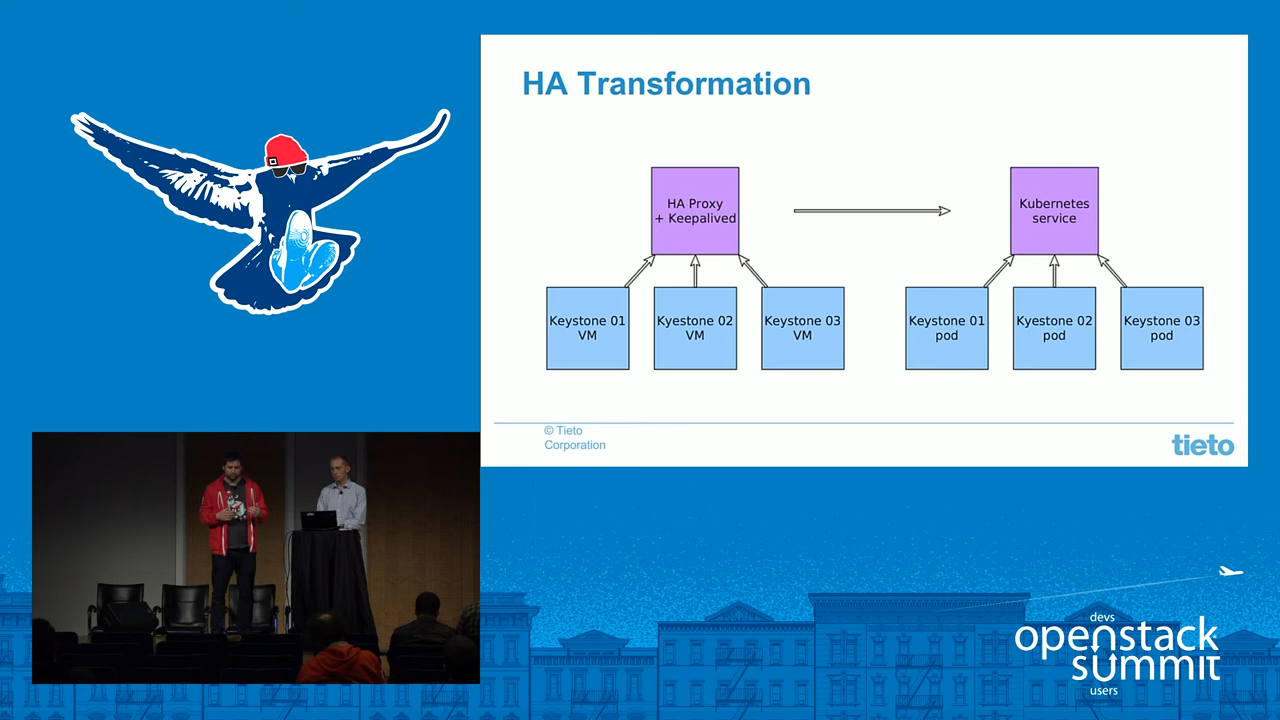 HA Transformation
HA Proxy
+ Keepalived
Kubernetes
service
Keystone 01
VM
Kyestone 02
VM
Keystone 03
VM
Keystone 01
pod
Kyestone 02
pod
Keystone 03
pod
© Tieto
Corporation
tieto
devs
openstack
summit
users